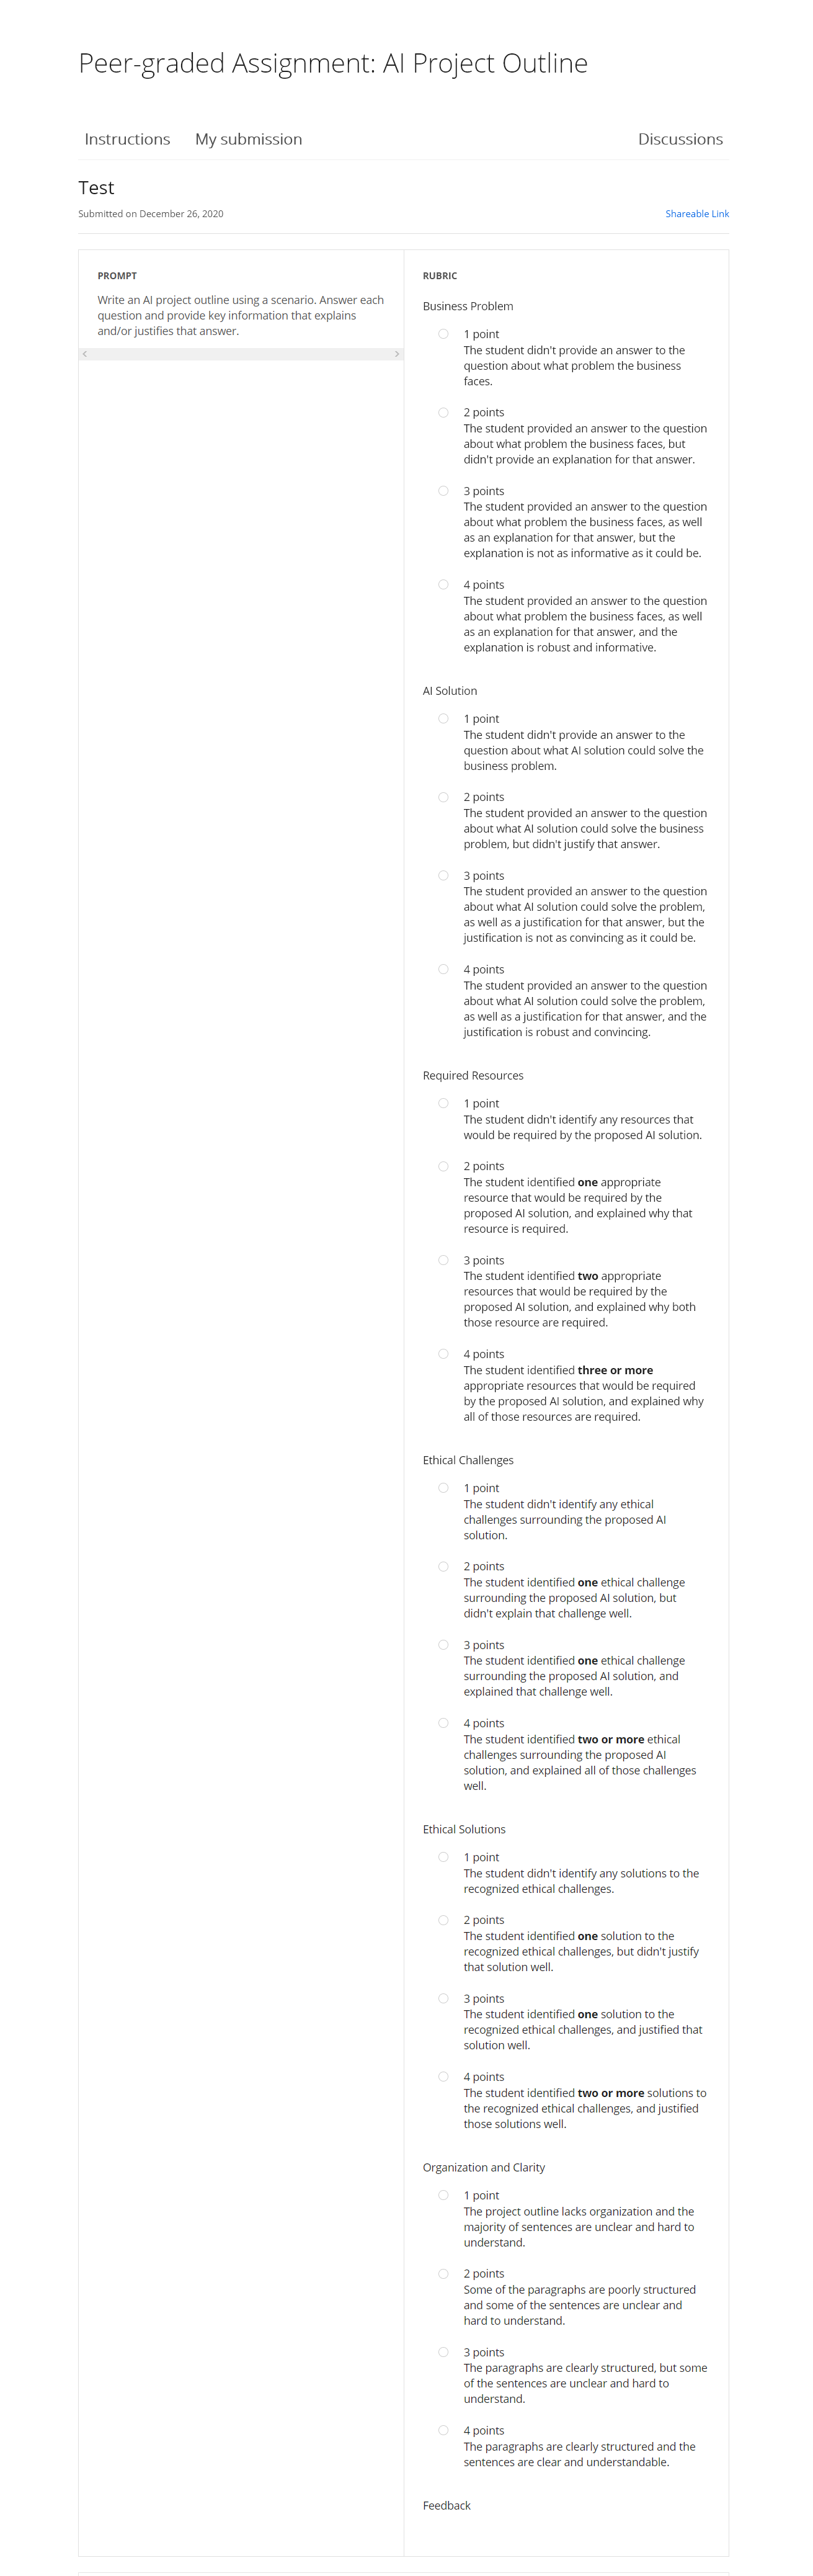 Peer-graded Assignment: AI Project Outline
Instructions My submission Discussions
Test
Submitted on December 26, 2020 Shareable Link
PROMPT
Write an AI project outline using a scenario. Answer each
question and provide key information that explains
and/or justifies that answer.
RUBRIC
Business Problem
1 point
The student didn't provide an answer to the
question about what problem the business
faces.
2 points
The student provided an answer to the question
about what problem the business faces, but
didn't provide an explanation for that answer.
3 points
The student provided an answer to the question
about what problem the business faces, as well
as an explanation for that answer, but the
explanation is not as informative as it could be.
4 points
The student provided an answer to the question
about what problem the business faces, as well
as an explanation for that answer, and the
explanation is robust and informative.
AI Solution
1 point
The student didn't provide an answer to the
question about what AI solution could solve the
business problem.
2 points
The student provided an answer to the question
about what AI solution could solve the business
problem, but didn't justify that answer.
3 points
The student provided an answer to the question
about what AI solution could solve the problem,
as well as a justification for that answer, but the
justification is not as convincing as it could be.
4 points
The student provided an answer to the question
about what AI solution could solve the problem,
as well as a justification for that answer, and the
justification is robust and convincing.
Required Resources
1 point
The student didn't identify any resources that
would be required by the proposed AI solution.
2 points
The student identified one appropriate
resource that would be required by the
proposed AI solution, and explained why that
resource is required.
3 points
The student identified two appropriate
resources that would be required by the
proposed AI solution, and explained why both
those resource are required.
4 points
The student identified three or more
appropriate resources that would be required
by the proposed AI solution, and explained why
all of those resources are required.
Ethical Challenges
1 point
The student didn't identify any ethical
challenges surrounding the proposed AI
solution.
2 points
The student identified one ethical challenge
surrounding the proposed AI solution, but
didn't explain that challenge well.
3 points
The student identified one ethical challenge
surrounding the proposed AI solution, and
explained that challenge well.
4 points
The student identified two or more ethical
challenges surrounding the proposed AI
solution, and explained all of those challenges
well.
Ethical Solutions
1 point
The student didn't identify any solutions to the
recognized ethical challenges.
2 points
The student identified one solution to the
recognized ethical challenges, but didn't justify
that solution well.
3 points
The student identified one solution to the
recognized ethical challenges, and justified that
solution well.
4 points
The student identified two or more solutions to
the recognized ethical challenges, and justified
those solutions well.
Organization and Clarity
1 point
The project outline lacks organization and the
majority of sentences are unclear and hard to
understand.
2 points
Some of the paragraphs are poorly structured
and some of the sentences are unclear and
hard to understand.
3 points
The paragraphs are clearly structured, but some
of the sentences are unclear and hard to
understand.
4 points
The paragraphs are clearly structured and the
sentences are clear and understandable.
Feedback